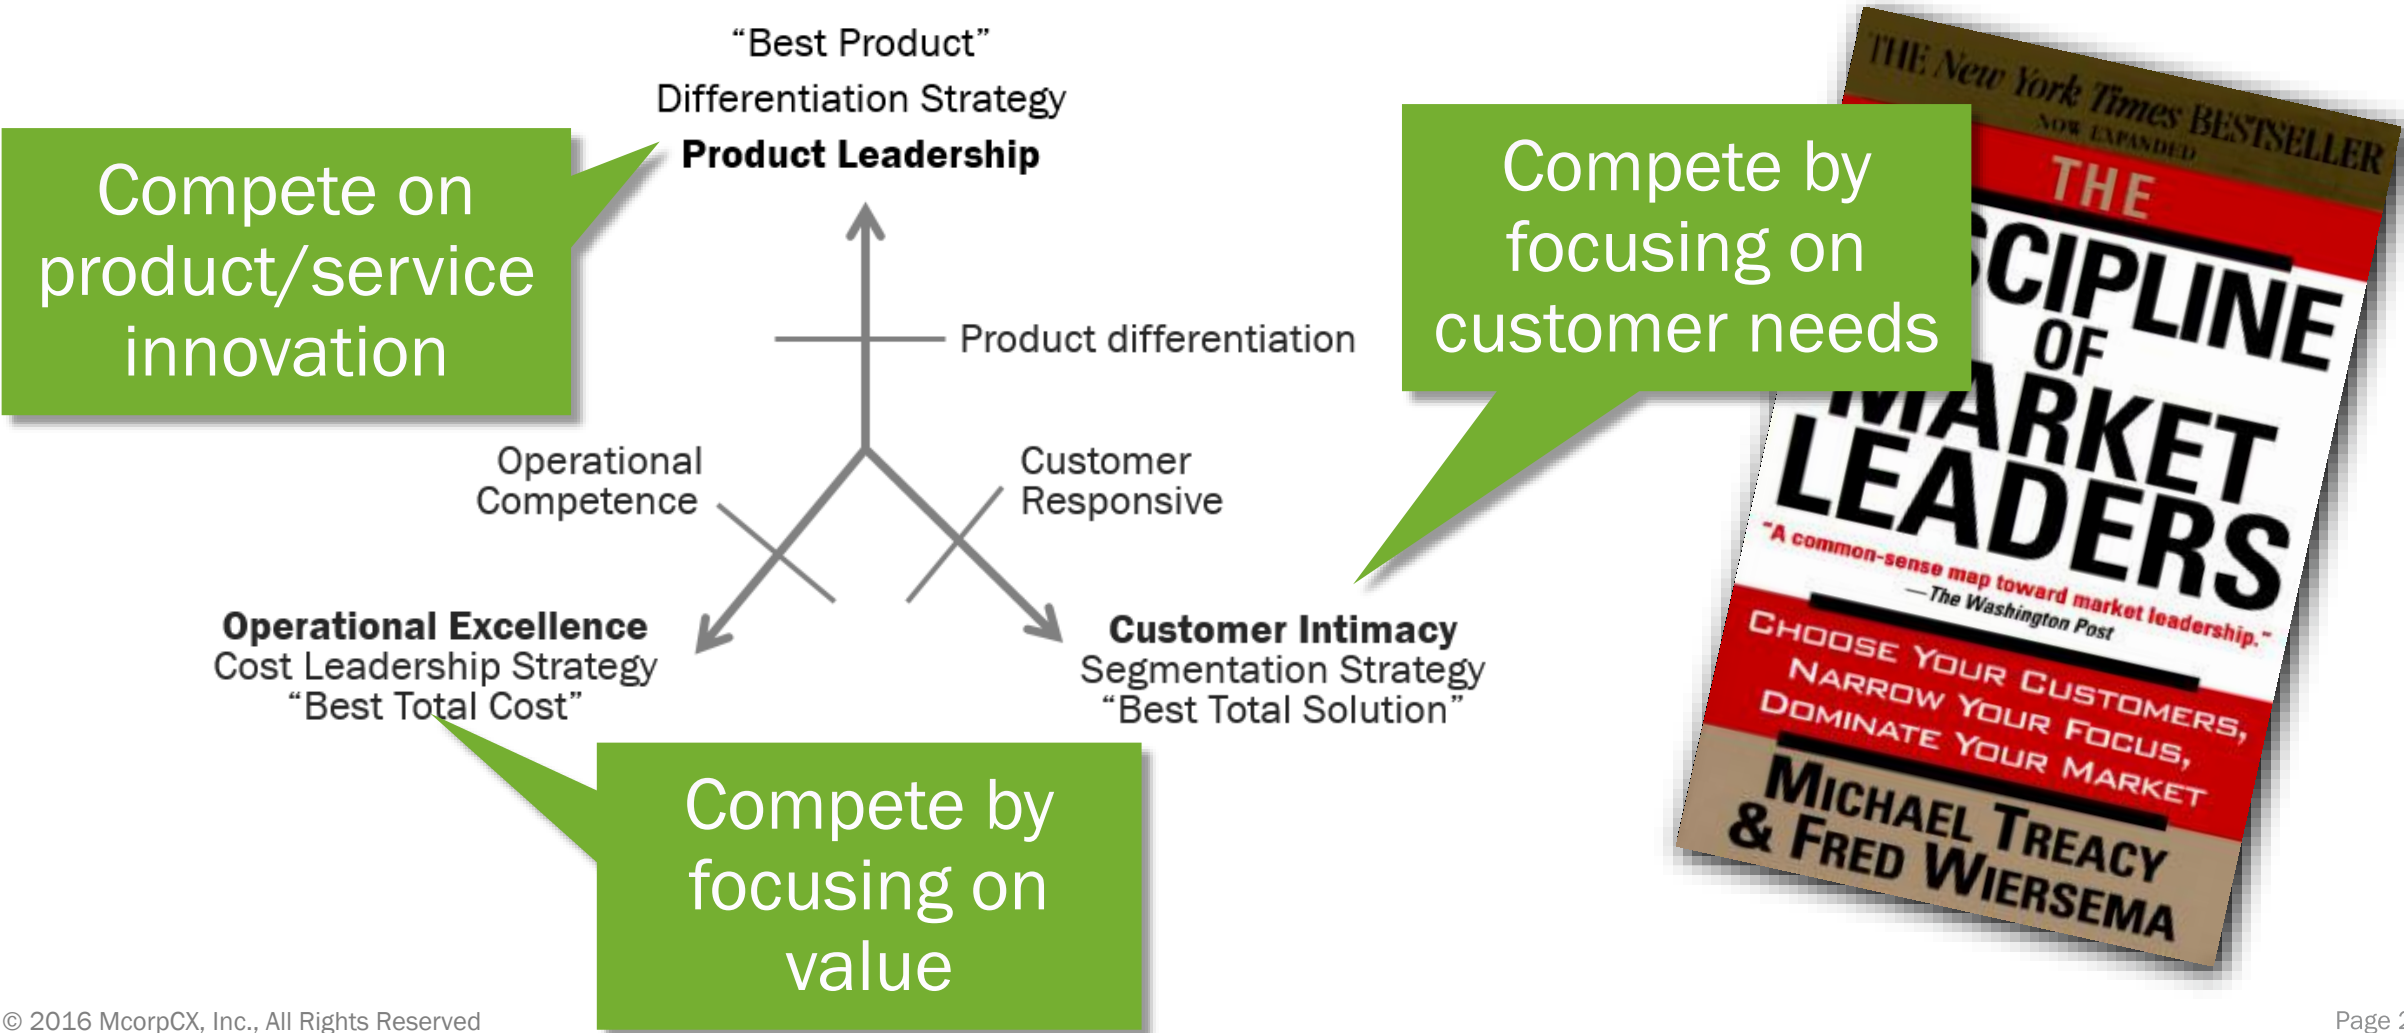 “Best Product”
Differentiation Strategy
Product Leadership
Compete on
product/service
innovation
Product differentiation
Operational
Competence
Customer
Responsive
Operational Excellence
Cost Leadership Strategy
“Best Total Cost”
Customer Intimacy
Segmentation Strategy
“Best Total Solution”
Compete by
focusing on
customer needs
Compete by
focusing on
value
THE New York Times BESTSELLER
NOW EXPANDED
THE
SCIPLINE
OF
MARKET
LEADERS
"A common-sense map toward market leadership."
—The Washington Post
CHOOSE YOUR CUSTOMERS,
NARROW YOUR FOCUS,
DOMINATE YOUR MARKET
MICHAEL TREACY
& FRED WIERSEMA
© 2016 McorpCX, Inc., All Rights Reserved
Page